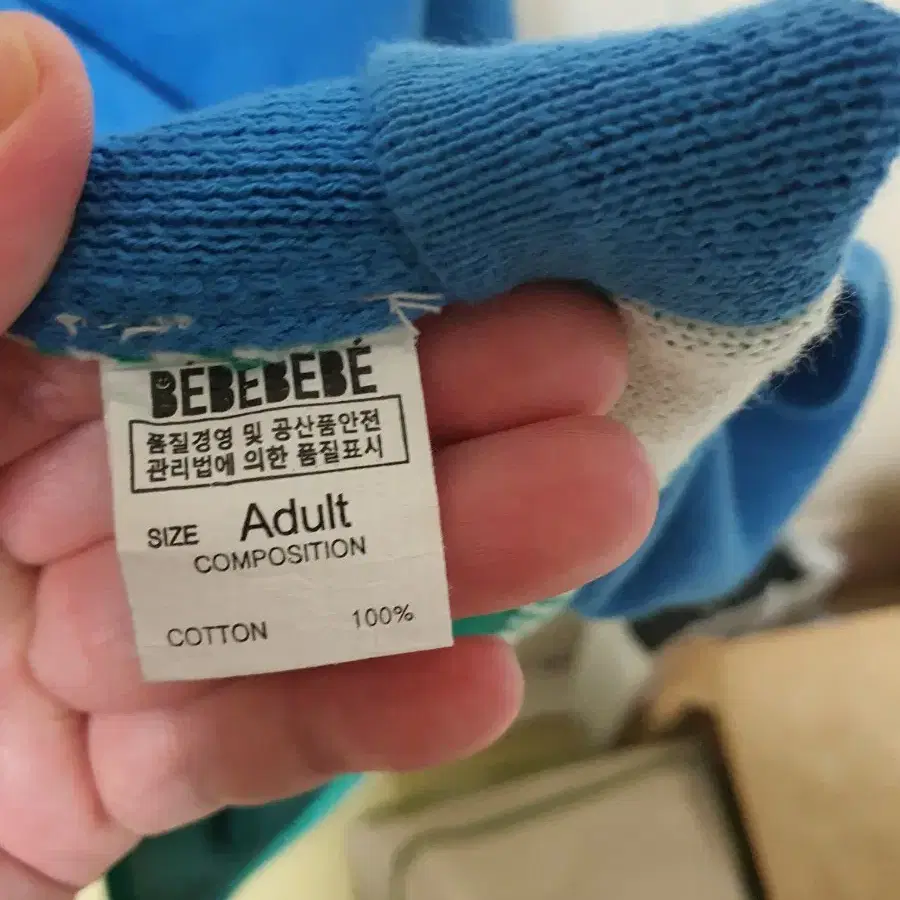 BÉBEBEBÉ
품질경영 및 공산품안전
관리법에 의한 품질표시
SIZE Adult
COMPOSITION
COTTON 100%